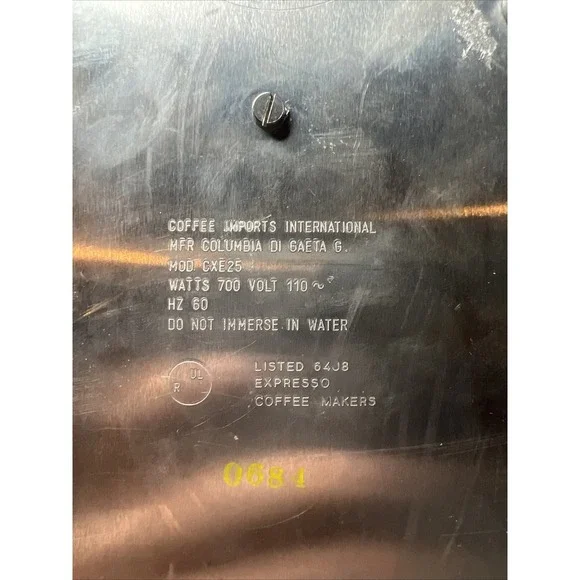 COFFEE IMPORTS INTERNATIONAL
MFR COLUMBIA DI GAETA G.
MOD CXE25
WATTS 700 VOLT 110 ~
HZ 60
DO NOT IMMERSE IN WATER
UL
R
LISTED 64J8
EXPRESSO
COFFEE MAKERS
0684